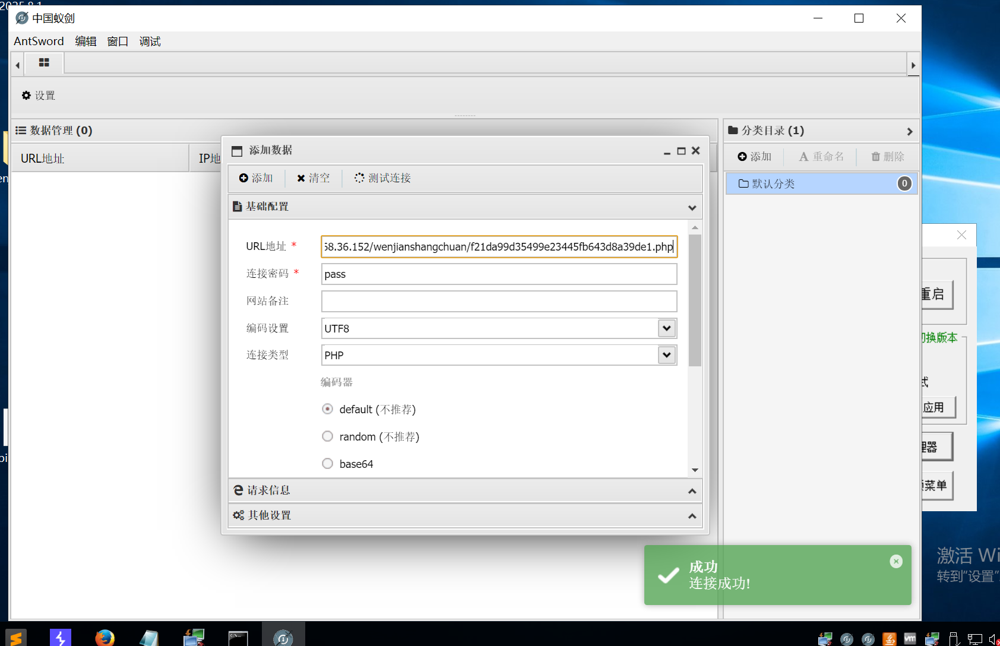 中国蚁剑
AntSword 编辑 窗口 调试
设置
数据管理 (0)
URL地址 IP地
分类目录 (1)
添加 重命名 删除
默认分类 0
添加数据
添加 清空 测试连接
基础配置
URL地址 * 68.36.152/wenjianshangchuan/f21da99d35499e23445fb643d8a39de1.php
连接密码 * pass
网站备注
编码设置 UTF8
连接类型 PHP
编码器
default (不推荐)
random (不推荐)
base64
请求信息
其他设置
成功
连接成功!
重启
切换版本
式
应用
理器
菜单
激活 Wi
转到“设置”
en
pi
vm